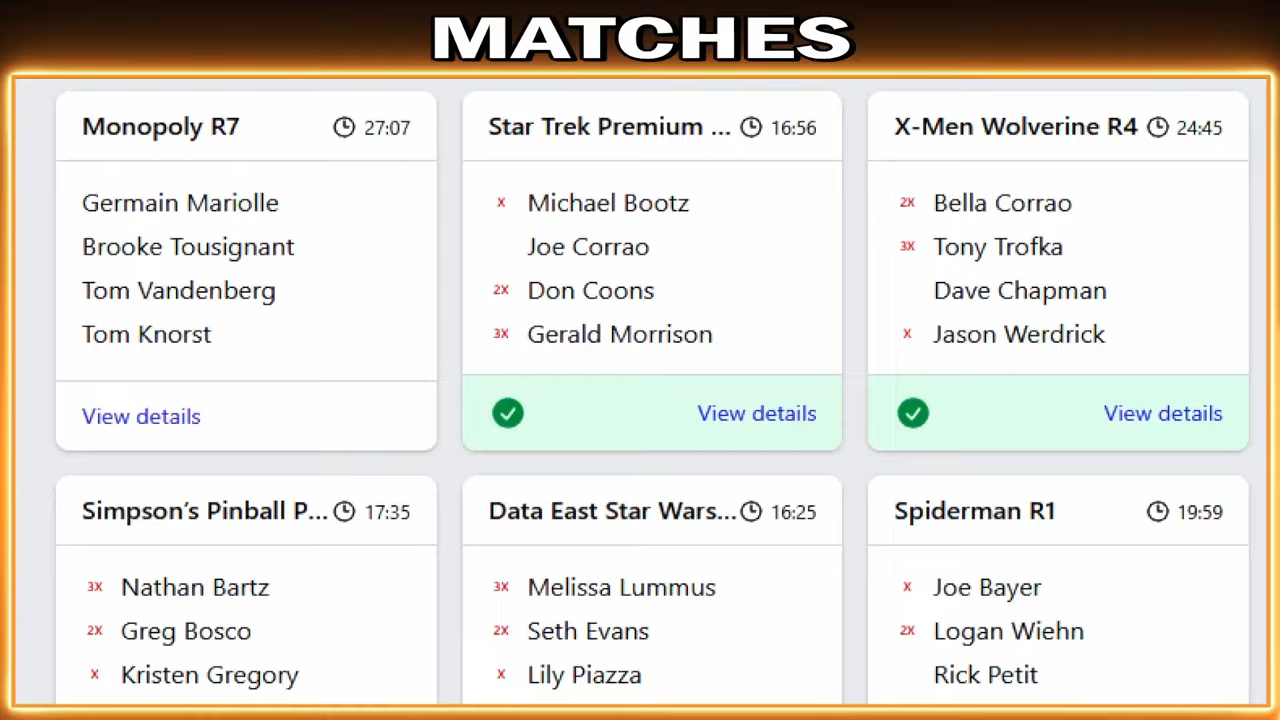 MATCHES
Monopoly R7 27:07
Germain Mariolle
Brooke Tousignant
Tom Vandenberg
Tom Knorst
View details
Star Trek Premium ... 16:56
X Michael Bootz
Joe Corrao
2X Don Coons
3X Gerald Morrison
View details
X-Men Wolverine R4 24:45
2X Bella Corrao
3X Tony Trofka
Dave Chapman
X Jason Werdrick
View details
Simpson's Pinball P... 17:35
3X Nathan Bartz
2X Greg Bosco
X Kristen Gregory
Data East Star Wars... 16:25
3X Melissa Lummus
2X Seth Evans
X Lily Piazza
Spiderman R1 19:59
X Joe Bayer
2X Logan Wiehn
Rick Petit